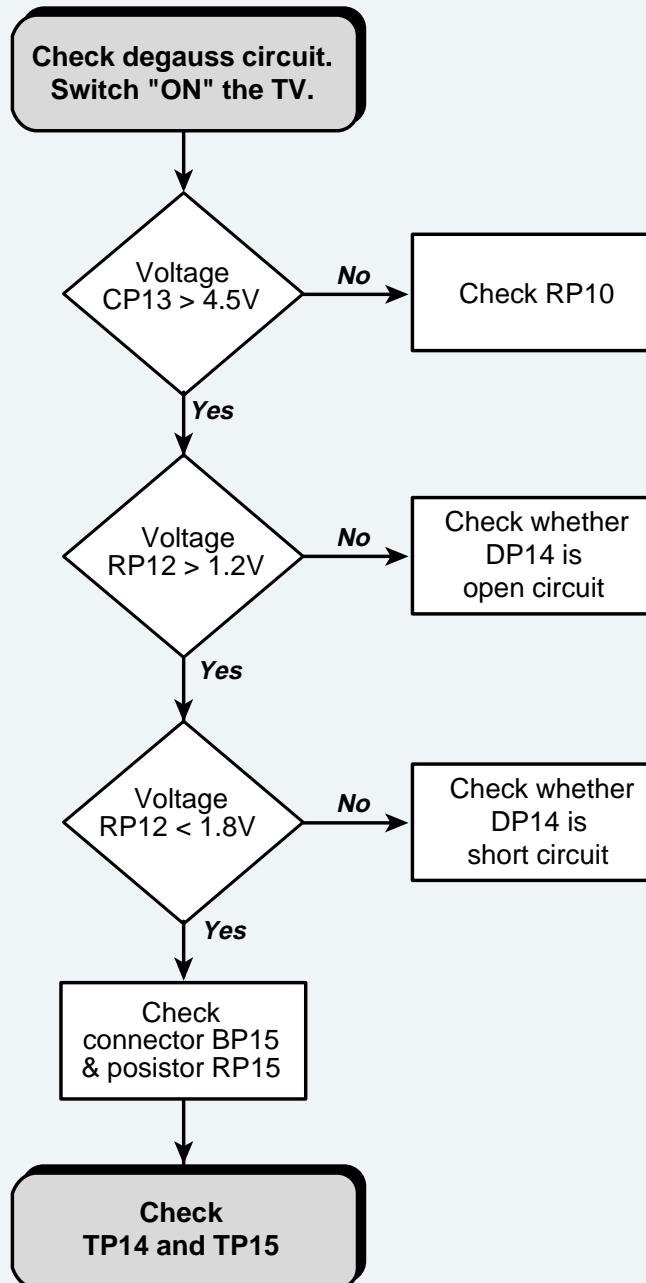 Check degauss circuit.
Switch "ON" the TV.
Voltage
CP13 > 4.5V
No
Check RP10
Yes
Voltage
RP12 > 1.2V
No
Check whether
DP14 is
open circuit
Yes
Voltage
RP12 < 1.8V
No
Check whether
DP14 is
short circuit
Yes
Check
connector BP15
& posistor RP15
Check
TP14 and TP15